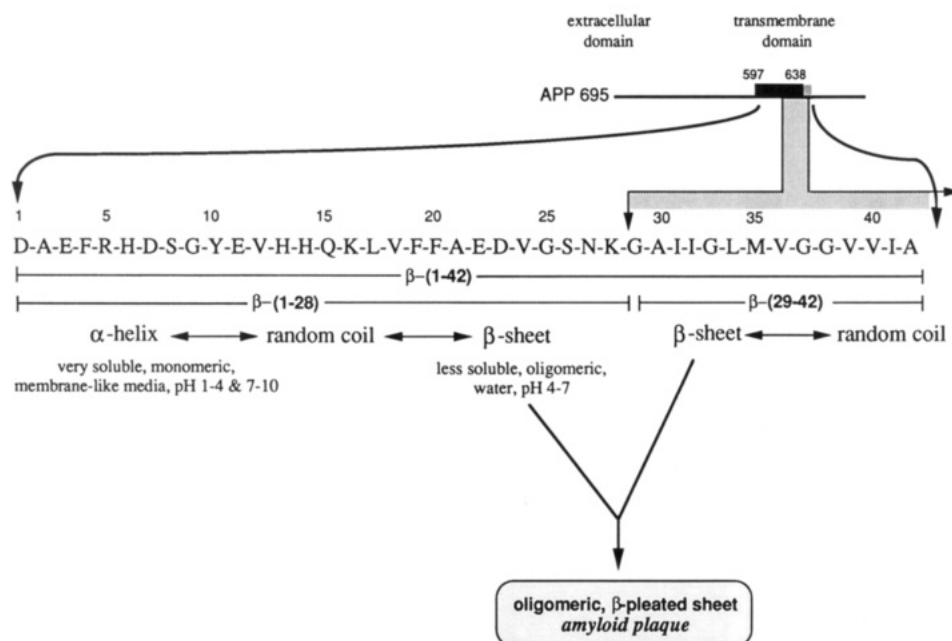 extracellular domain
transmembrane domain
597 638
APP 695
1 5 10 15 20 25 30 35 40
D-A-E-F-R-H-D-S-G-Y-E-V-H-H-Q-K-L-V-F-F-A-E-D-V-G-S-N-K-G-A-I-I-G-L-M-V-G-G-V-V-I-A
β-(1-42)
β-(1-28) β-(29-42)
α-helix random coil β-sheet β-sheet random coil
very soluble, monomeric,
membrane-like media, pH 1-4 & 7-10
less soluble, oligomeric,
water, pH 4-7
oligomeric, β-pleated sheet
amyloid plaque